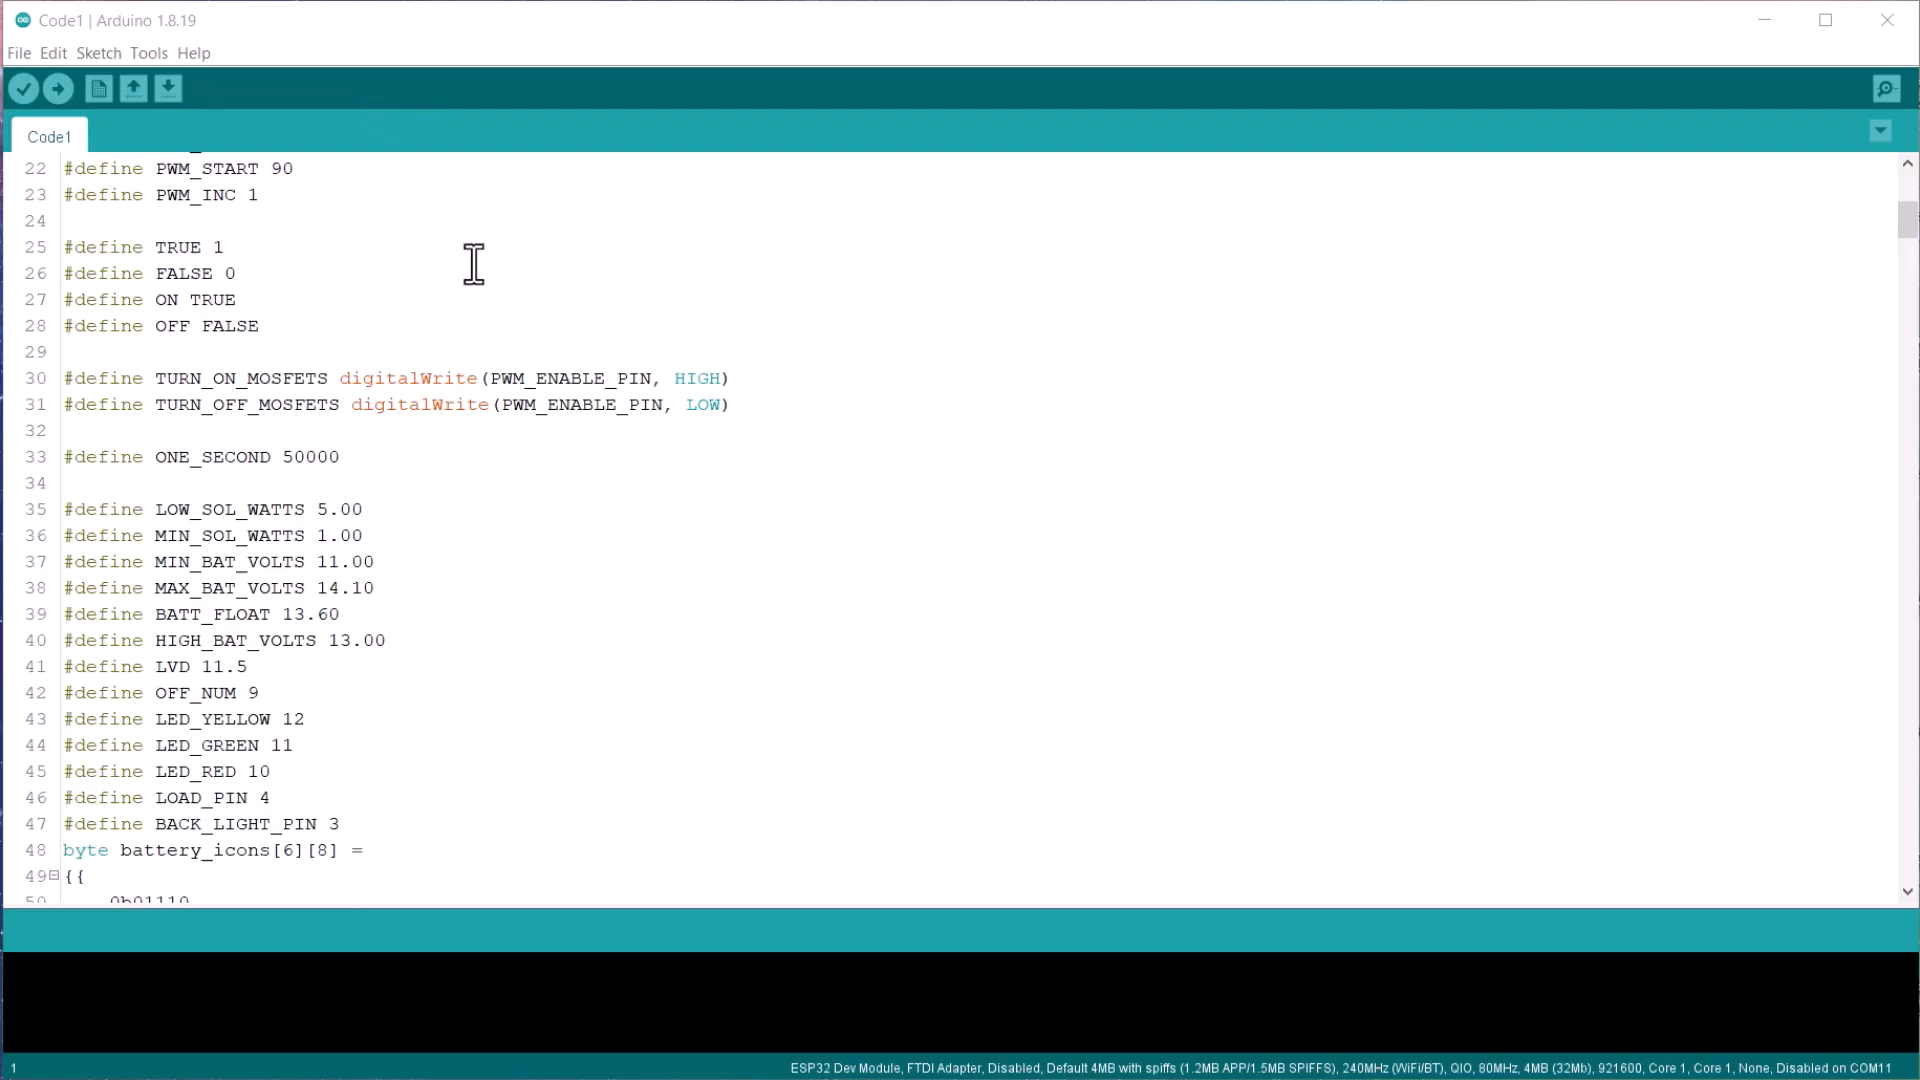 Code1 | Arduino 1.8.19
File Edit Sketch Tools Help
Code1
22 #define PWM_START 90
23 #define PWM_INC 1
24
25 #define TRUE 1
26 #define FALSE 0
27 #define ON TRUE
28 #define OFF FALSE
29
30 #define TURN_ON_MOSFETS digitalWrite(PWM_ENABLE_PIN, HIGH)
31 #define TURN_OFF_MOSFETS digitalWrite(PWM_ENABLE_PIN, LOW)
32
33 #define ONE_SECOND 50000
34
35 #define LOW_SOL_WATTS 5.00
36 #define MIN_SOL_WATTS 1.00
37 #define MIN_BAT_VOLTS 11.00
38 #define MAX_BAT_VOLTS 14.10
39 #define BATT_FLOAT 13.60
40 #define HIGH_BAT_VOLTS 13.00
41 #define LVD 11.5
42 #define OFF_NUM 9
43 #define LED_YELLOW 12
44 #define LED_GREEN 11
45 #define LED_RED 10
46 #define LOAD_PIN 4
47 #define BACK_LIGHT_PIN 3
48 byte battery_icons[6][8] =
49 {{
50 0b01110
1
ESP32 Dev Module, FTDI Adapter, Disabled, Default 4MB with spiffs (1.2MB APP/1.5MB SPIFFS), 240MHz (WiFi/BT), QIO, 80MHz, 4MB (32Mb), 921600, Core 1, Core 1, None, Disabled on COM11